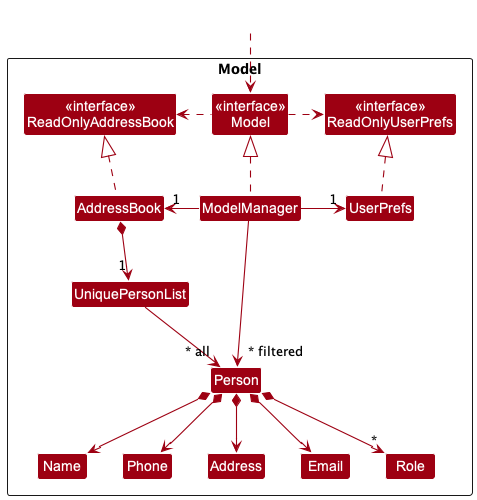 Model
«interface»
ReadOnlyAddressBook
«interface»
Model
«interface»
ReadOnlyUserPrefs
AddressBook
1
ModelManager
1
UserPrefs
1
UniquePersonList
* all
* filtered
Person
*
Name
Phone
Address
Email
Role